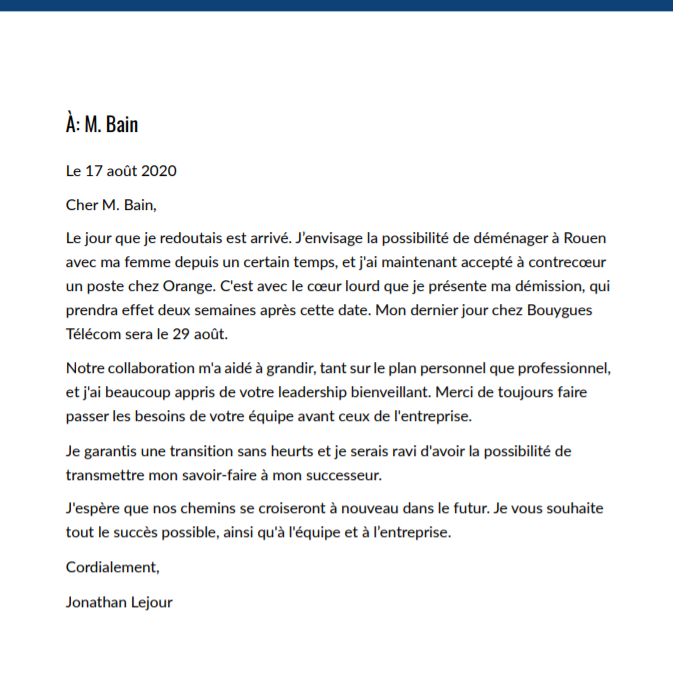 À: M. Bain
Le 17 août 2020
Cher M. Bain,
Le jour que je redoutais est arrivé. J’envisage la possibilité de déménager à Rouen
avec ma femme depuis un certain temps, et j'ai maintenant accepté à contrecœur
un poste chez Orange. C'est avec le cœur lourd que je présente ma démission, qui
prendra effet deux semaines après cette date. Mon dernier jour chez Bouygues
Télécom sera le 29 août.
Notre collaboration m'a aidé à grandir, tant sur le plan personnel que professionnel,
et j'ai beaucoup appris de votre leadership bienveillant. Merci de toujours faire
passer les besoins de votre équipe avant ceux de l'entreprise.
Je garantis une transition sans heurts et je serais ravi d'avoir la possibilité de
transmettre mon savoir-faire à mon successeur.
J'espère que nos chemins se croiseront à nouveau dans le futur. Je vous souhaite
tout le succès possible, ainsi qu'à l'équipe et à l’entreprise.
Cordialement,
Jonathan Lejour